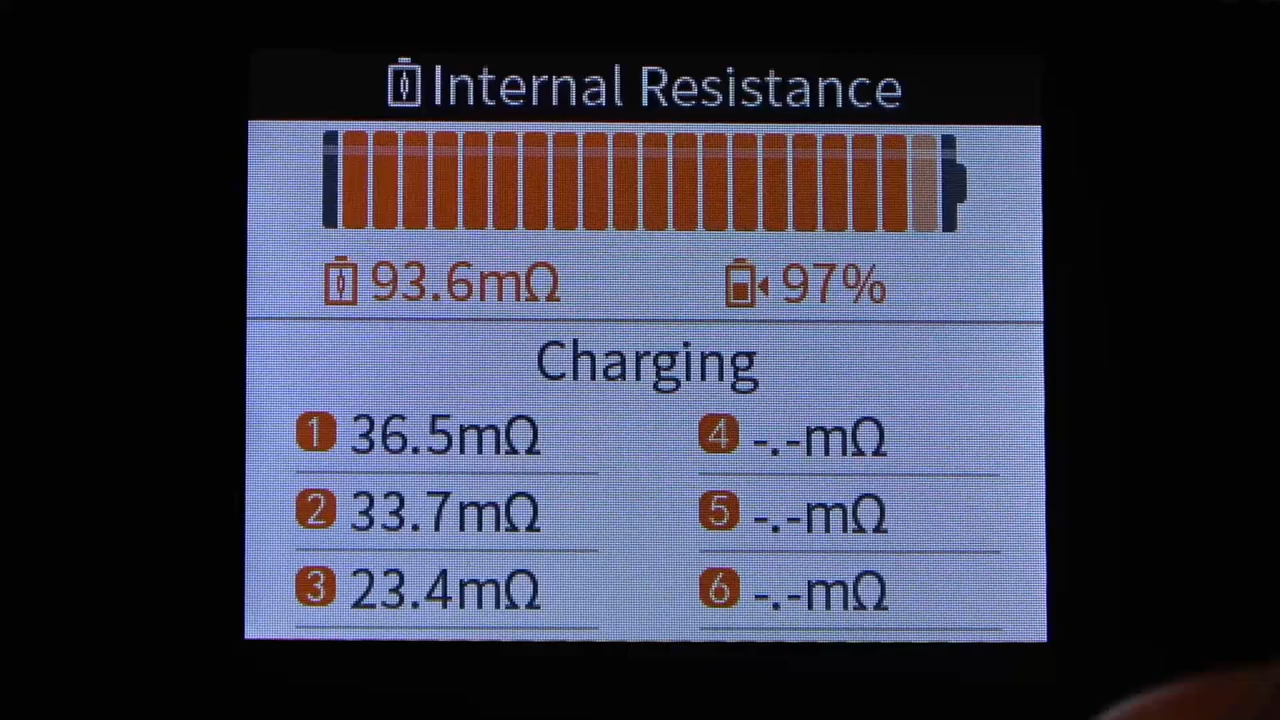 Internal Resistance
93.6mΩ 97%
Charging
1 36.5mΩ 4 -.-mΩ
2 33.7mΩ 5 -.-mΩ
3 23.4mΩ 6 -.-mΩ